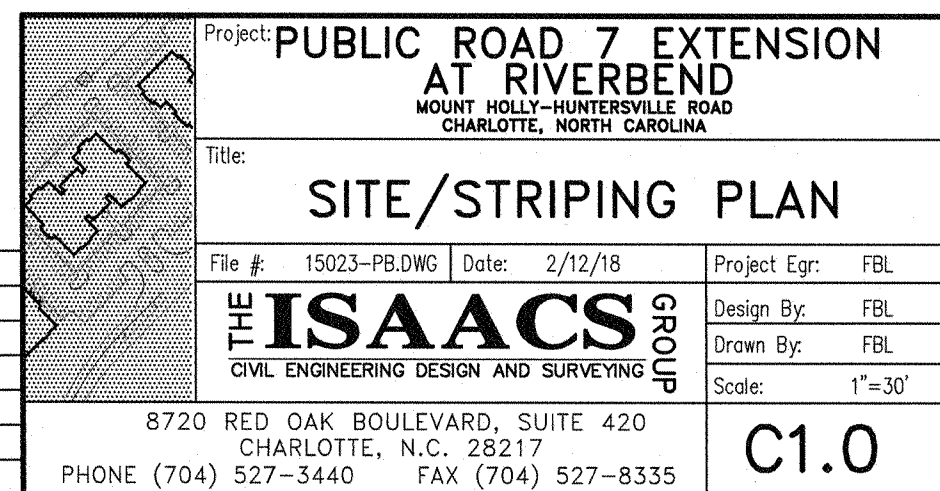 Project: PUBLIC ROAD 7 EXTENSION
AT RIVERBEND
MOUNT HOLLY-HUNTERSVILLE ROAD
CHARLOTTE, NORTH CAROLINA
Title:
SITE/STRIPING PLAN
File #: 15023-PB.DWG Date: 2/12/18 Project Egr: FBL
THE ISAACS GROUP
CIVIL ENGINEERING DESIGN AND SURVEYING
Design By: FBL
Drawn By: FBL
Scale: 1"=30'
8720 RED OAK BOULEVARD, SUITE 420
CHARLOTTE, N.C. 28217
PHONE (704) 527-3440 FAX (704) 527-8335
C1.0